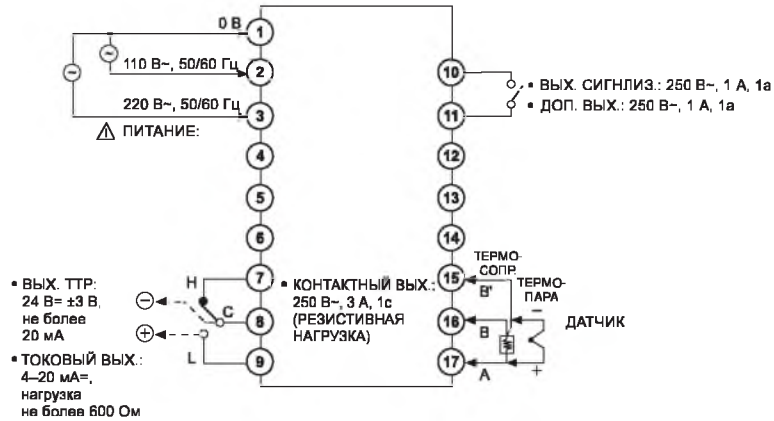 0 В
1
110 В~, 50/60 Гц
2
220 В~, 50/60 Гц
3
⚠ ПИТАНИЕ:
4
5
6
7
8
9
10
11
12
13
14
15
16
17
• ВЫХ. СИГНЛИЗ.: 250 В~, 1 А, 1а
• ДОП. ВЫХ.: 250 В~, 1 А, 1а
• ВЫХ. ТТР:
24 В= ±3 В,
не более
20 мА
• ТОКОВЫЙ ВЫХ.:
4–20 мА=,
нагрузка
не более 600 Ом
H
C
L
• КОНТАКТНЫЙ ВЫХ.:
250 В~, 3 А, 1с
(РЕЗИСТИВНАЯ
НАГРУЗКА)
ТЕРМО-
СОПР.
ТЕРМО-
ПАРА
B'
B
A
–
+
ДАТЧИК